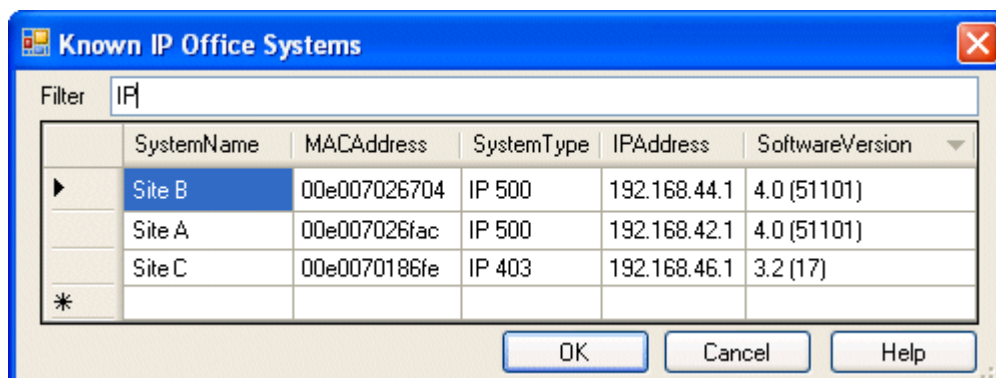 Known IP Office Systems
Filter IP
SystemName MACAddress SystemType IPAddress SoftwareVersion
Site B 00e007026704 IP 500 192.168.44.1 4.0 (51101)
Site A 00e007026fac IP 500 192.168.42.1 4.0 (51101)
Site C 00e0070186fe IP 403 192.168.46.1 3.2 (17)
OK Cancel Help